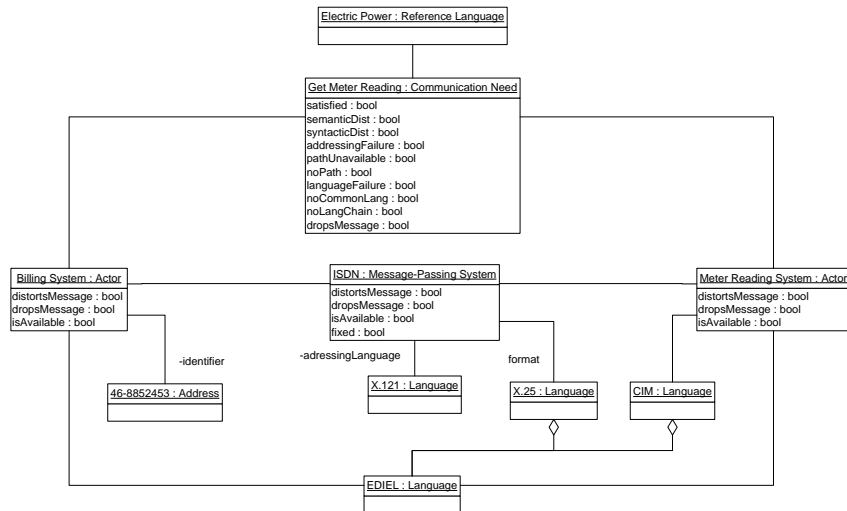 Electric Power : Reference Language
Get Meter Reading : Communication Need
satisfied : bool
semanticDist : bool
syntacticDist : bool
addressingFailure : bool
pathUnavailable : bool
noPath : bool
languageFailure : bool
noCommonLang : bool
noLangChain : bool
dropsMessage : bool
Billing System : Actor
distortsMessage : bool
dropsMessage : bool
isAvailable : bool
ISDN : Message-Passing System
distortsMessage : bool
dropsMessage : bool
isAvailable : bool
fixed : bool
Meter Reading System : Actor
distortsMessage : bool
dropsMessage : bool
isAvailable : bool
-identifier
-adressingLanguage
format
46-8852453 : Address
X.121 : Language
X.25 : Language
CIM : Language
EDIEL : Language